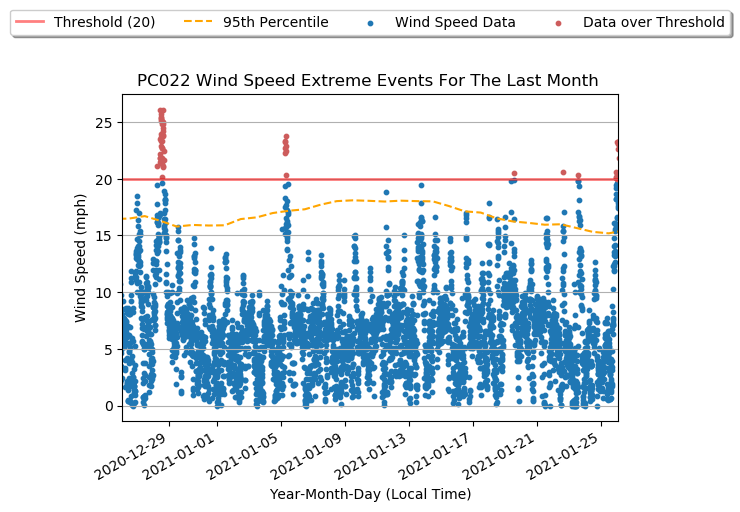 Threshold (20) 95th Percentile Wind Speed Data Data over Threshold
PC022 Wind Speed Extreme Events For The Last Month
25
20
15
10
5
0
Wind Speed (mph)
2020-12-29 2021-01-01 2021-01-05 2021-01-09 2021-01-13 2021-01-17 2021-01-21 2021-01-25
Year-Month-Day (Local Time)